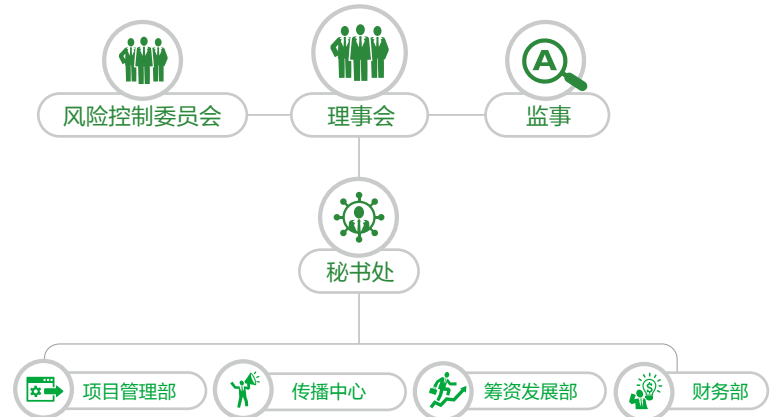 风险控制委员会
理事会
A
监事
秘书处
项目管理部
传播中心
筹资发展部
$
财务部